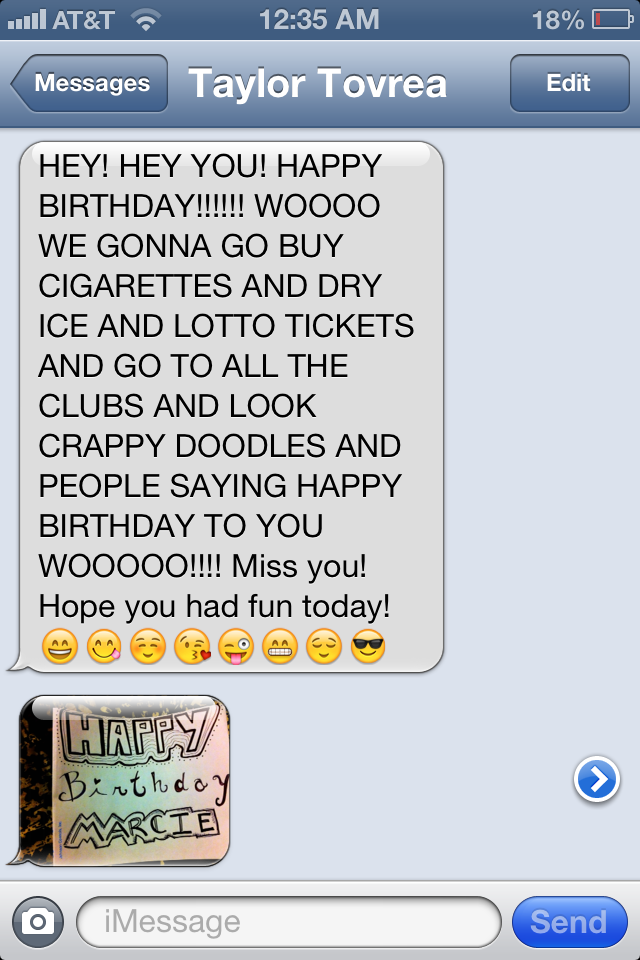 AT&T 12:35 AM 18%
Messages Taylor Tovrea Edit
HEY! HEY YOU! HAPPY
BIRTHDAY!!!!!! WOOOO
WE GONNA GO BUY
CIGARETTES AND DRY
ICE AND LOTTO TICKETS
AND GO TO ALL THE
CLUBS AND LOOK
CRAPPY DOODLES AND
PEOPLE SAYING HAPPY
BIRTHDAY TO YOU
WOOOOO!!!! Miss you!
Hope you had fun today!
😄😋☺️😘😜😁😌😎
HAPPY
Birthday
MARCIE
iMessage Send